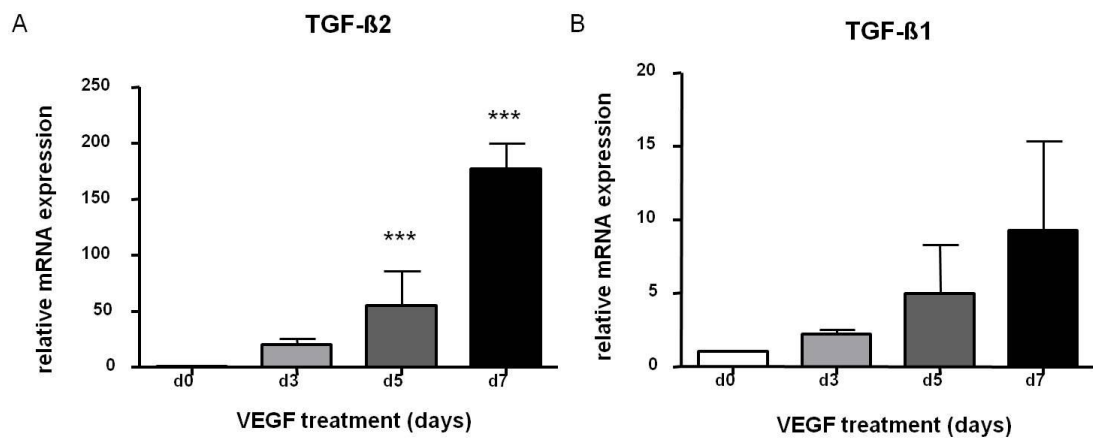 A
TGF-ß2
relative mRNA expression
250
200
150
100
50
0
***
***
d0 d3 d5 d7
VEGF treatment (days)
B
TGF-ß1
relative mRNA expression
20
15
10
5
0
d0 d3 d5 d7
VEGF treatment (days)